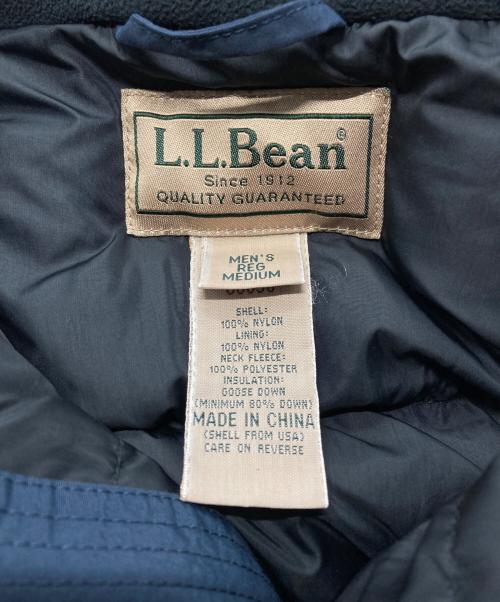 L.L.Bean®
Since 1912
QUALITY GUARANTEED
MEN'S
REG
MEDIUM
SHELL:
100% NYLON
LINING:
100% NYLON
NECK FLEECE:
100% POLYESTER
INSULATION:
GOOSE DOWN
(MINIMUM 80% DOWN)
MADE IN CHINA
(SHELL FROM USA)
CARE ON REVERSE